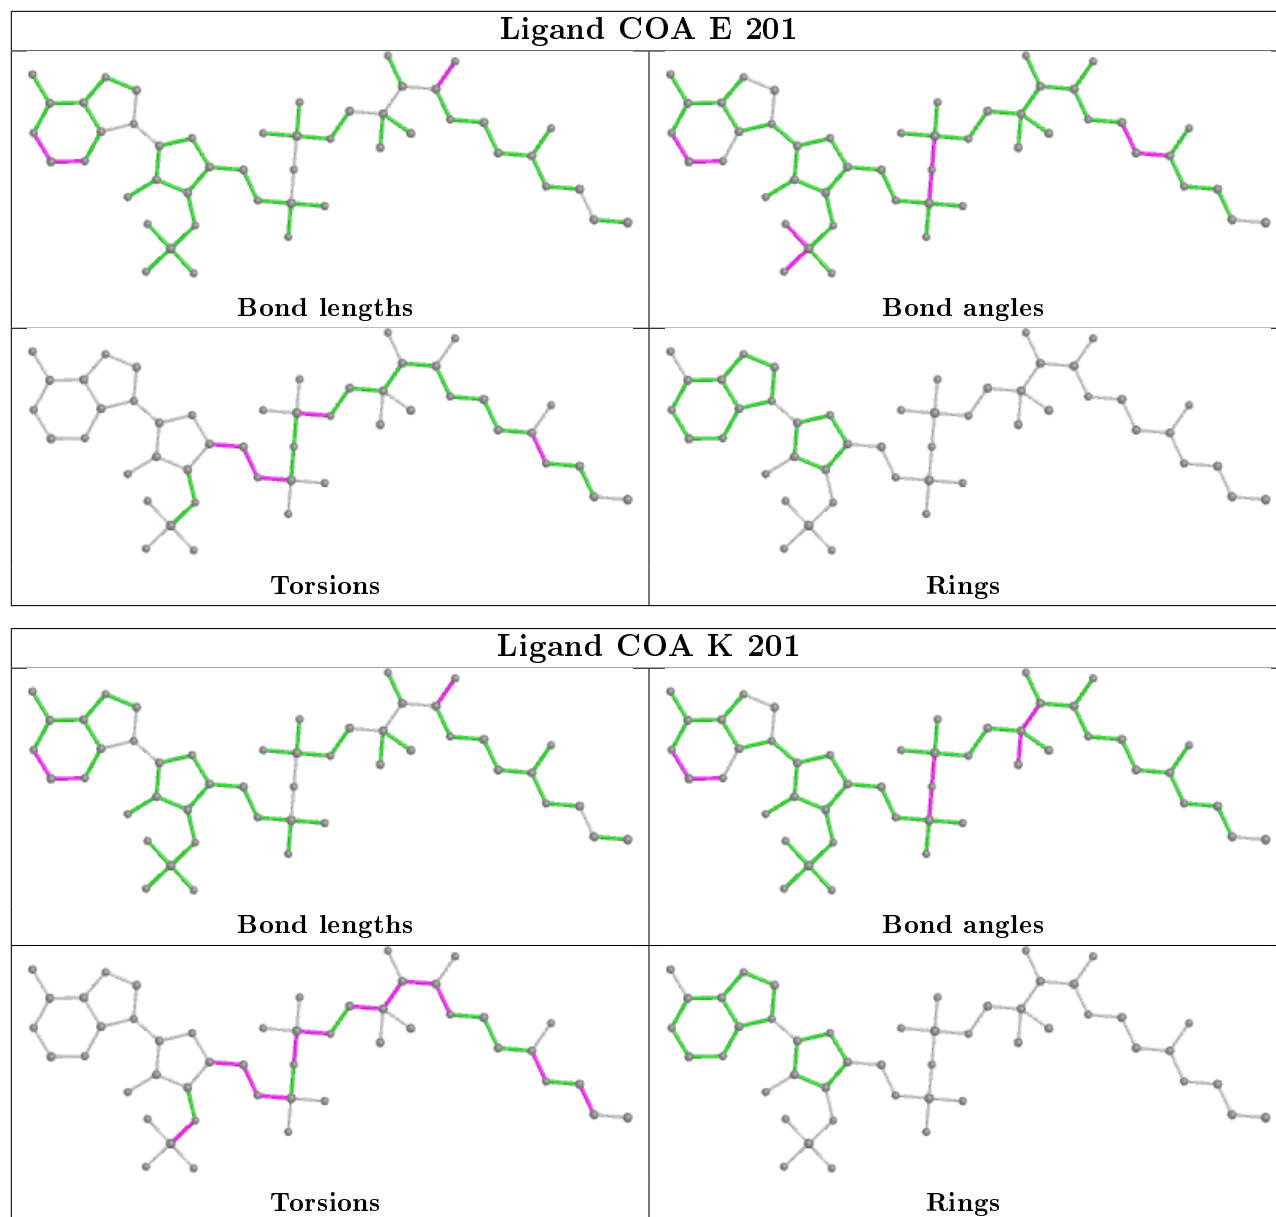 Ligand COA E 201
Bond lengths
Bond angles
Torsions
Rings
Ligand COA K 201
Bond lengths
Bond angles
Torsions
Rings